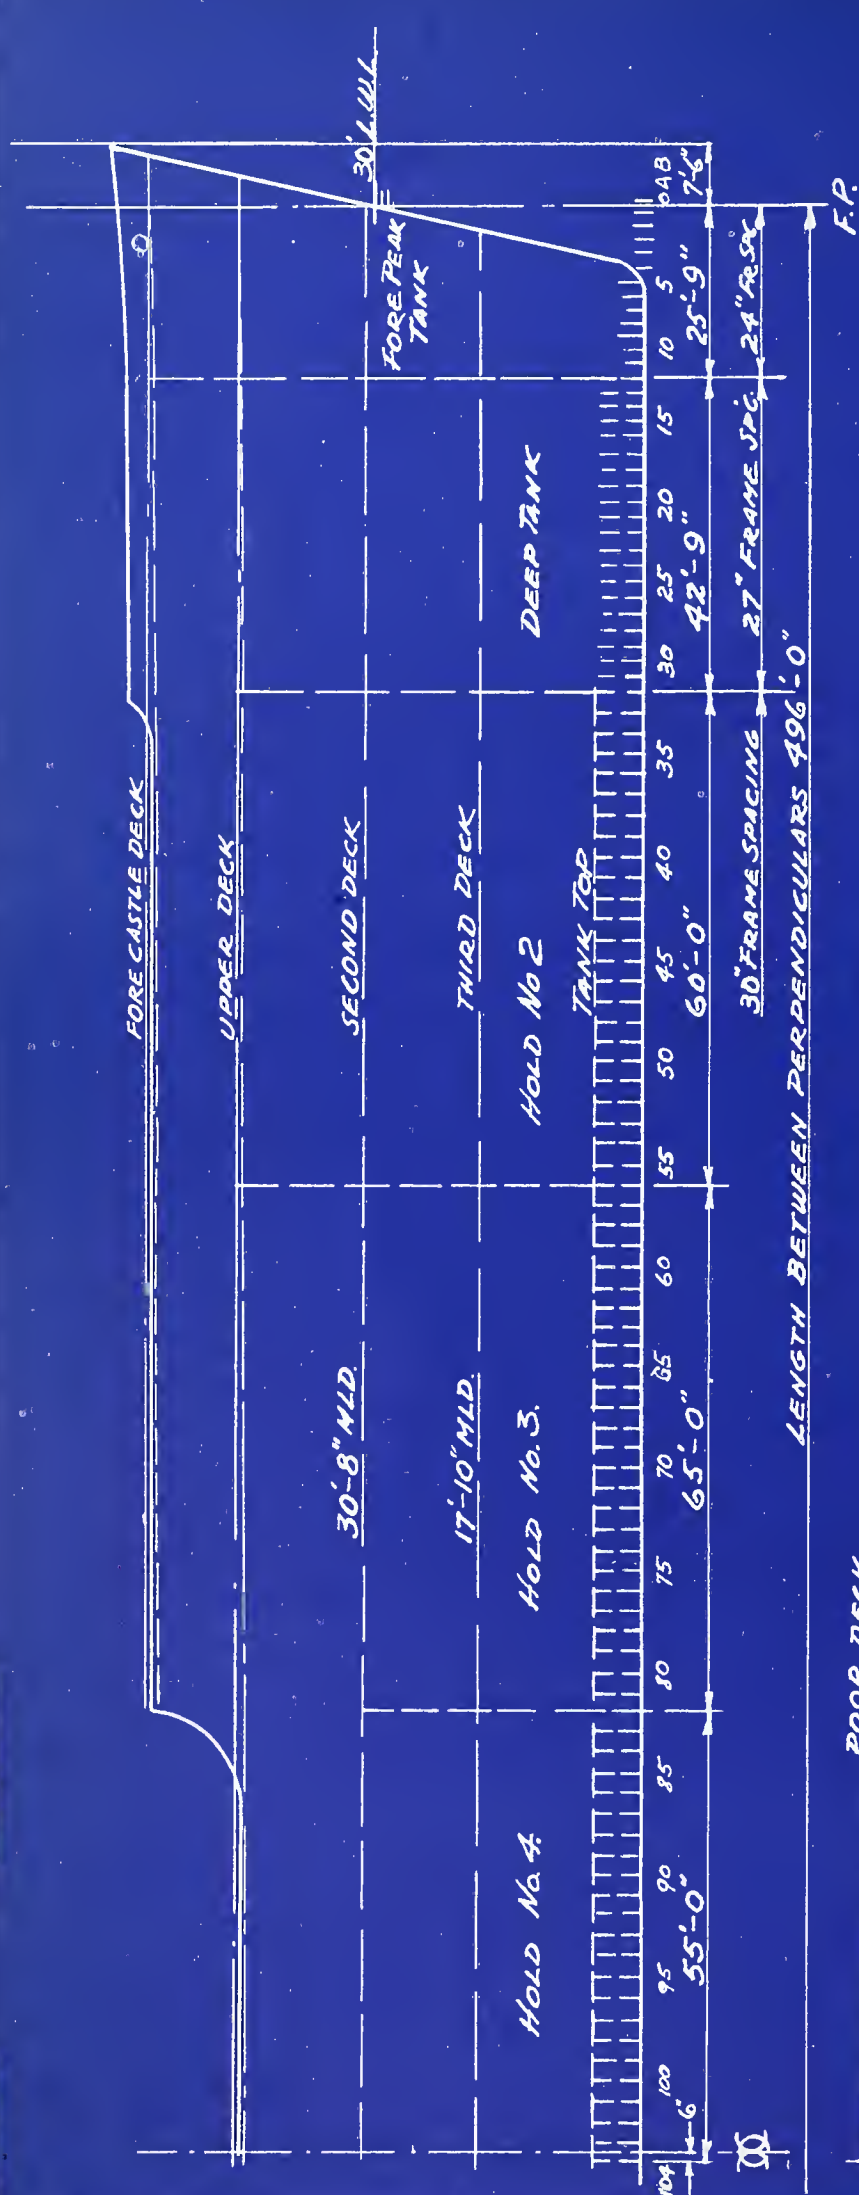 30' L.W.L.
FORE PEAK
TANK
DEEP TANK
FORE CASTLE DECK
UPPER DECK
SECOND DECK
THIRD DECK
HOLD No 2
TANK TOP
30'-8" MLD.
17'-10" MLD.
HOLD No. 3.
HOLD No. 4.
104 100 95 90 85 80 75 70 65 60 55 50 45 40 35 30 25 20 15 10 5 0 A B
6" 55'-0" 65'-0" 60'-0" 42'-9" 25'-9" 7'-6"
30" FRAME SPACING 27" FRAME SPC. 24" FR. SPC.
LENGTH BETWEEN PERPENDICULARS 496'-0"
F.P.
POOP DECK